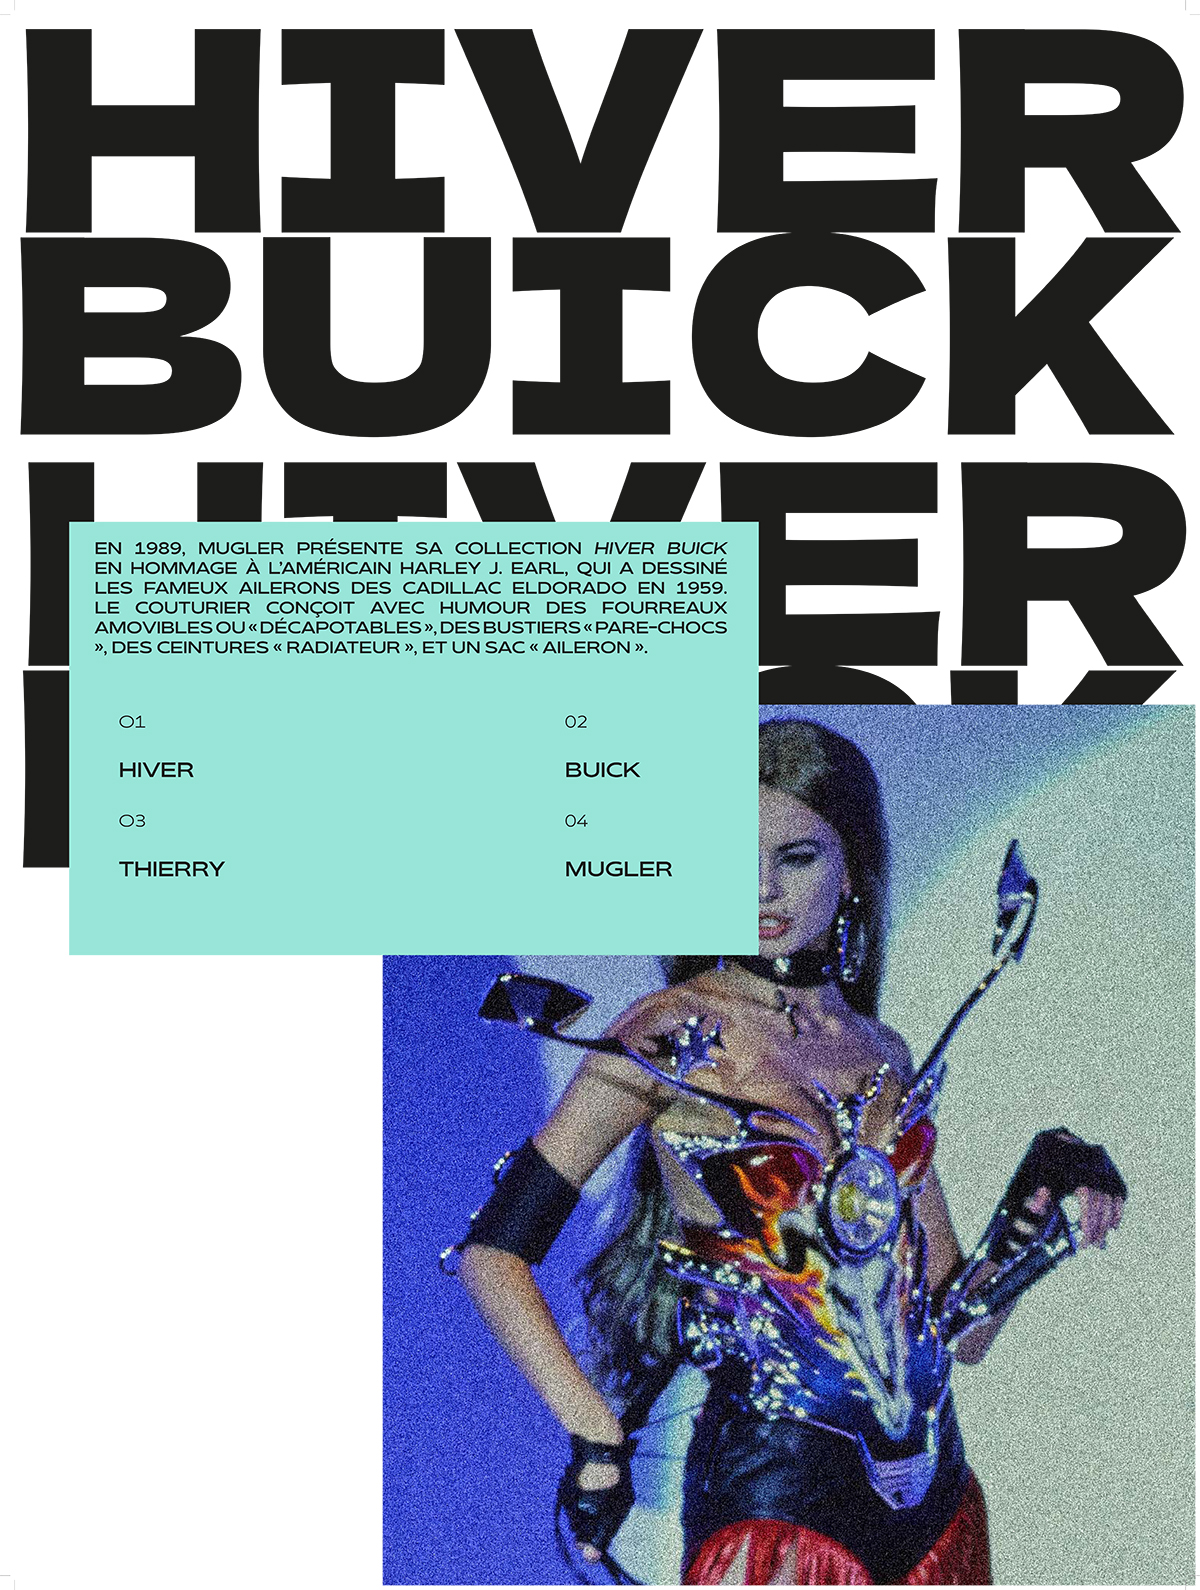 HIVER
BUICK
HIVER
EN 1989, MUGLER PRÉSENTE SA COLLECTION HIVER BUICK
EN HOMMAGE À L'AMÉRICAIN HARLEY J. EARL, QUI A DESSINÉ
LES FAMEUX AILERONS DES CADILLAC ELDORADO EN 1959.
LE COUTURIER CONÇOIT AVEC HUMOUR DES FOURREAUX
AMOVIBLES OU « DÉCAPOTABLES », DES BUSTIERS « PARE-CHOCS
», DES CEINTURES « RADIATEUR », ET UN SAC « AILERON ».
01 02
HIVER BUICK
03 04
THIERRY MUGLER